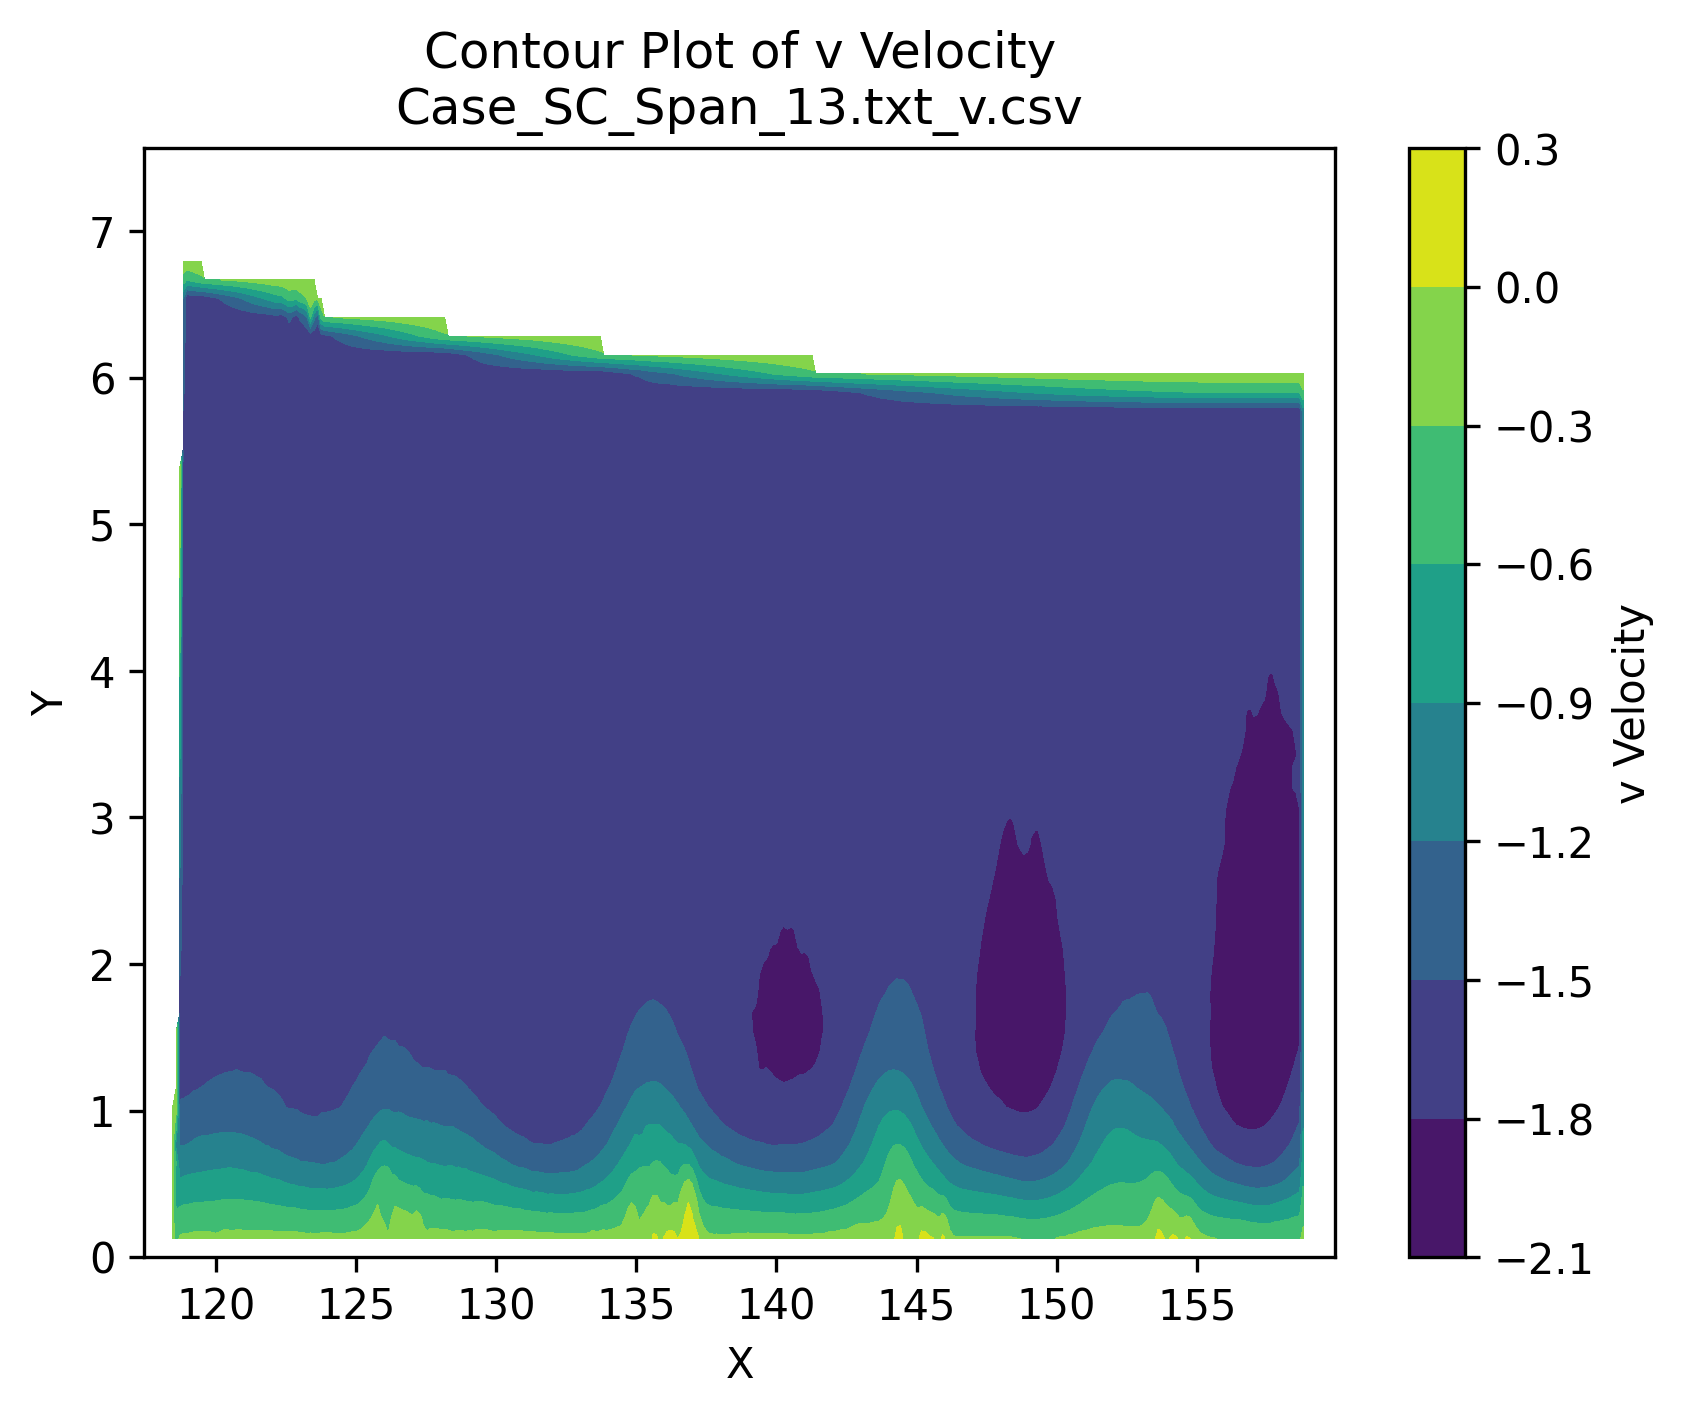 Contour Plot of v Velocity
Case_SC_Span_13.txt_v.csv
7
6
5
4
3
2
1
0
Y
120 125 130 135 140 145 150 155
X
0.3
0.0
−0.3
−0.6
−0.9
−1.2
−1.5
−1.8
−2.1
v Velocity